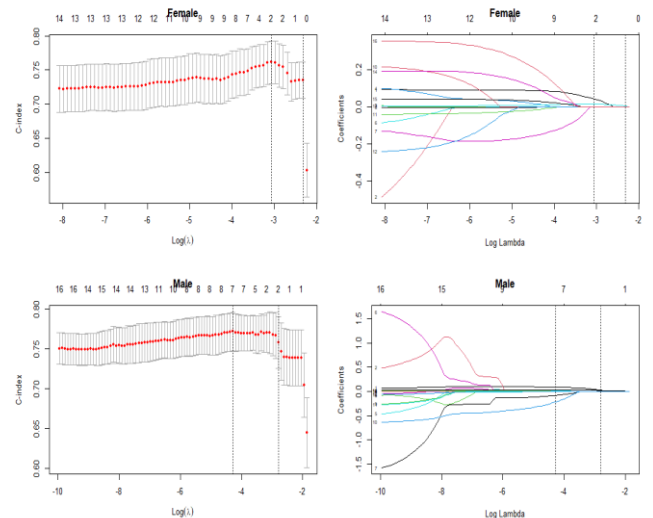 Female
14 14 13 13 13 12 11 9 9 9 8 7 4 3 2 1 0
C-index
0.80
0.75
0.70
0.65
0.60
-8 -7 -6 -5 -4 -3 -2
Log(λ)
Female
14 13 12 10 9 2 0
Coefficients
0.2
0.0
-0.2
-0.4
-8 -7 -6 -5 -4 -3 -2
Log Lambda
Male
16 16 14 15 15 14 13 11 11 10 8 8 8 8 7 7 5 2 2 1 1
C-index
0.80
0.75
0.70
0.65
0.60
-10 -8 -6 -4 -2
Log(λ)
Male
16 15 9 7 1
Coefficients
1.5
1.0
0.5
0.0
-0.5
-1.0
-1.5
-10 -8 -6 -4 -2
Log Lambda